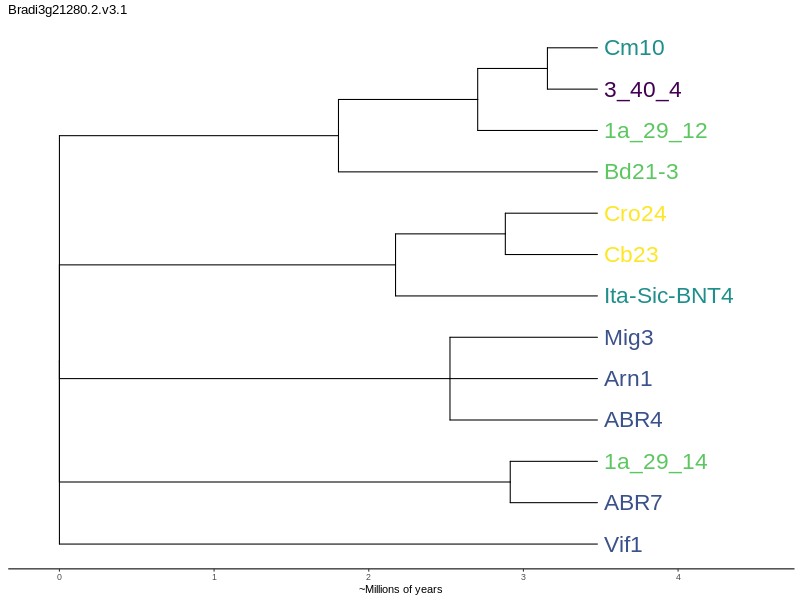 Bradi3g21280.2.v3.1
Cm10
3_40_4
1a_29_12
Bd21-3
Cro24
Cb23
Ita-Sic-BNT4
Mig3
Arn1
ABR4
1a_29_14
ABR7
Vif1
0 1 2 3 4
~Millions of years